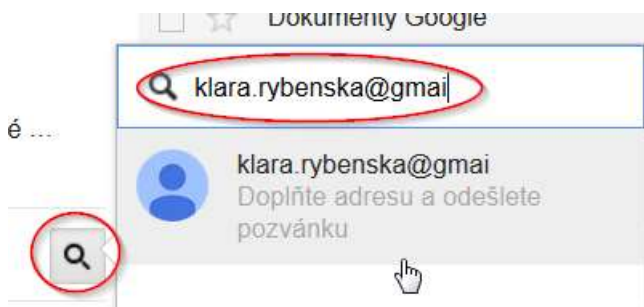 Dokumenty Google
klara.rybenska@gmai
é ...
klara.rybenska@gmai
Doplňte adresu a odešlete
pozvánku